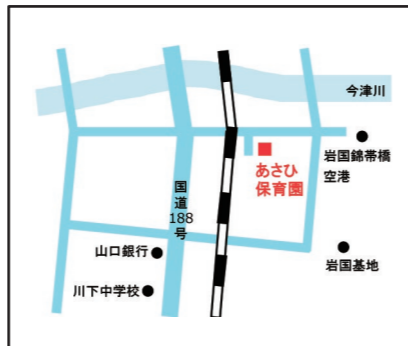 今津川
岩国錦帯橋
空港
あさひ
保育園
国道
188
号
山口銀行
岩国基地
川下中学校